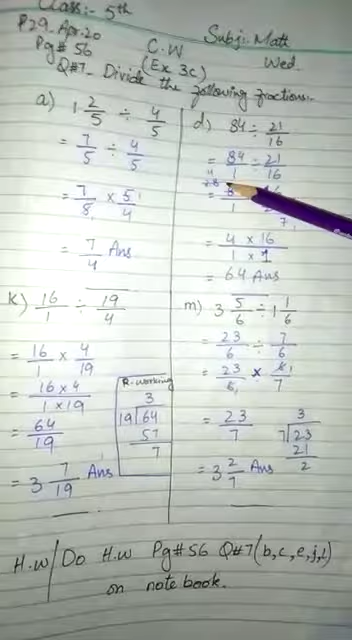 Class:- 5th
29-Apr-20
Subj:- Math
Pg# 56
C.W
Wed.
(Ex 3c)
Q#7_ Divide the following fractions:-
a) 1 2/5 ÷ 4/5
= 7/5 ÷ 4/5
= 7/5 × 5/4
= 7/4 Ans
d) 84 ÷ 21/16
= 84/1 ÷ 21/16
= 4 × 16 / 1 × 1
= 64 Ans
k) 16/1 ÷ 19/4
= 16/1 × 4/19
= 16×4 / 1×19
= 64/19
= 3 7/19 Ans
R-working
3
19 64
57
7
m) 3 5/6 ÷ 1 1/6
= 23/6 ÷ 7/6
= 23/6 × 6/7
= 23/7
= 3 2/7 Ans
3
7 23
21
2
H.W/ Do H.W Pg#56 Q#7(b,c,e,j,l)
on notebook.